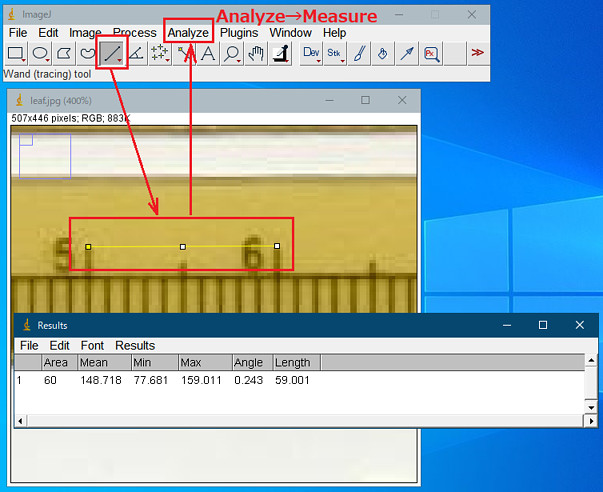 ImageJ
Analyze→Measure
File Edit Image Process Analyze Plugins Window Help
Dev Stk Px >>
Wand (tracing) tool
leaf.jpg (400%)
507x446 pixels; RGB; 883K
5 6
Results
File Edit Font Results
Area Mean Min Max Angle Length
1 60 148.718 77.681 159.011 0.243 59.001